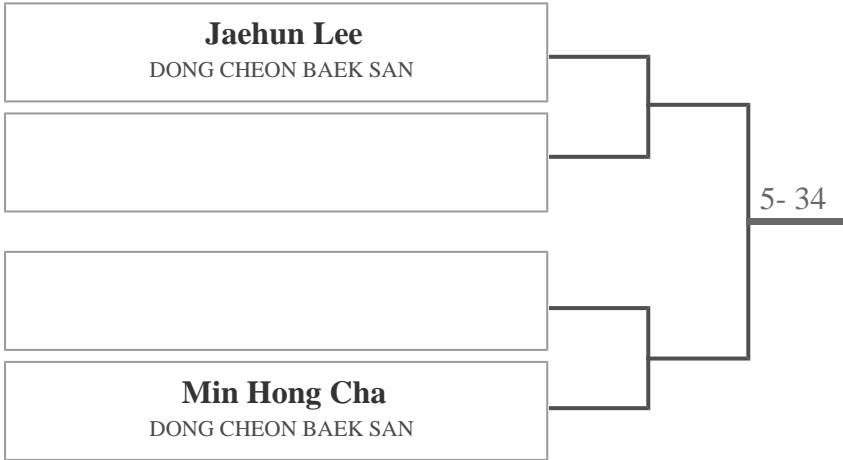 Jaehun Lee
DONG CHEON BAEK SAN
5- 34
Min Hong Cha
DONG CHEON BAEK SAN